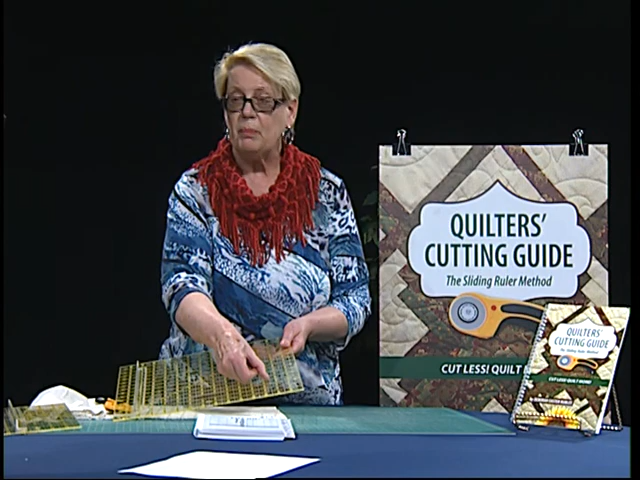 QUILTERS'
CUTTING GUIDE
The Sliding Ruler Method
CUT LESS! QUILT
QUILTERS'
CUTTING GUIDE
The Sliding Ruler Method
CUT LESS! QUILT MORE!